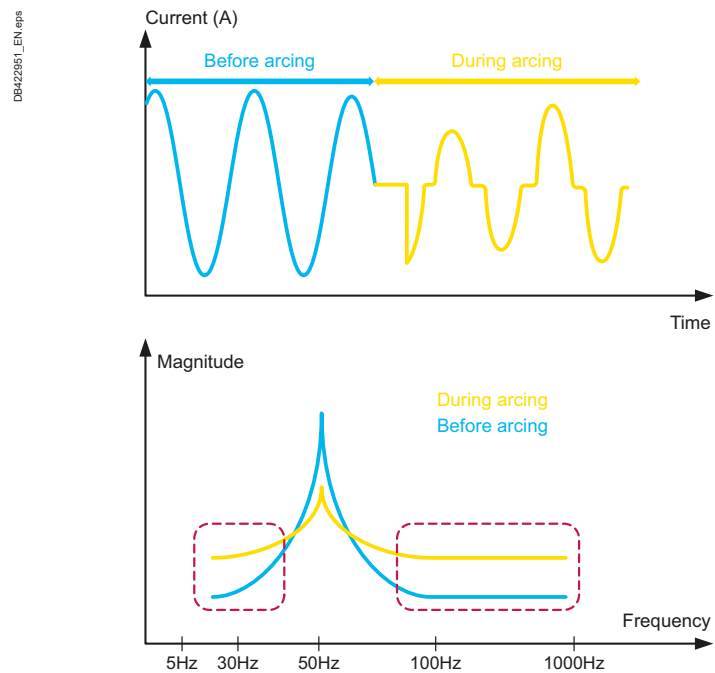 DB422951_EN.eps
Current (A)
Before arcing
During arcing
Time
Magnitude
During arcing
Before arcing
Frequency
5Hz 30Hz 50Hz 100Hz 1000Hz